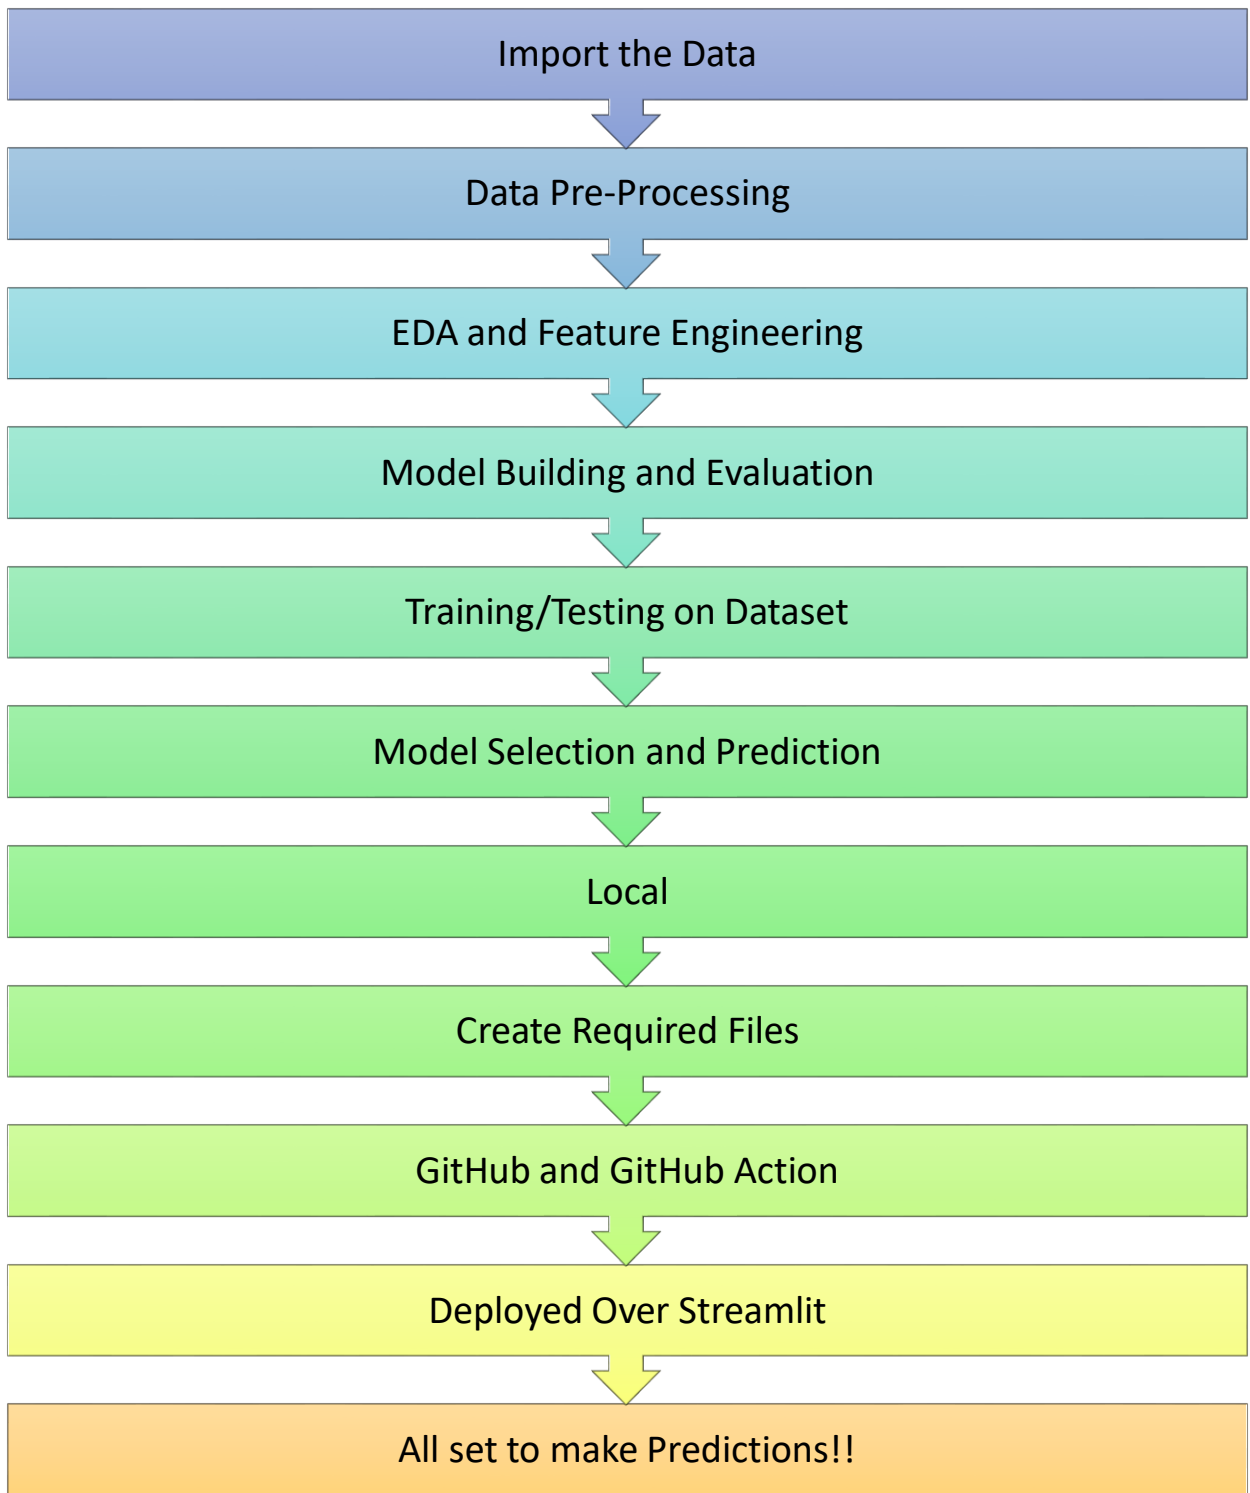 Import the Data
Data Pre-Processing
EDA and Feature Engineering
Model Building and Evaluation
Training/Testing on Dataset
Model Selection and Prediction
Local
Create Required Files
GitHub and GitHub Action
Deployed Over Streamlit
All set to make Predictions!!